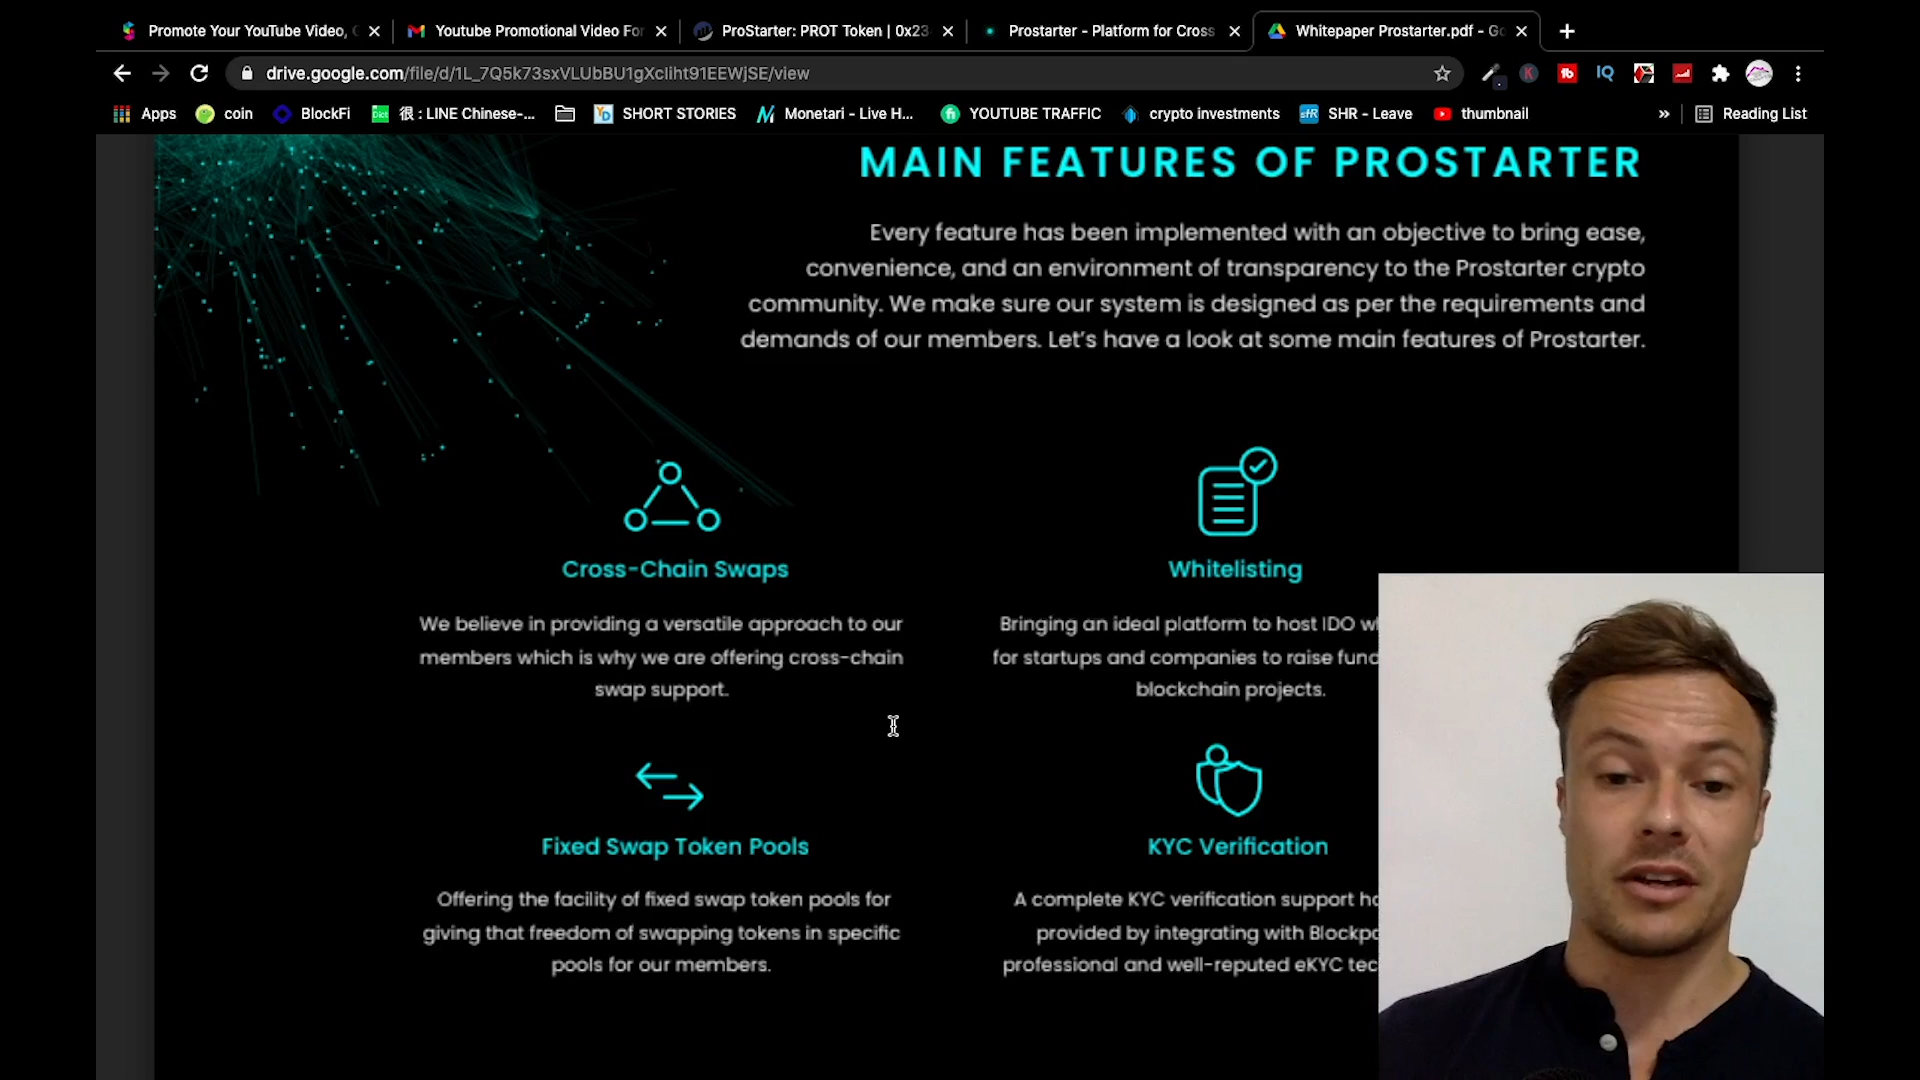 Promote Your YouTube Video,
Youtube Promotional Video For
ProStarter: PROT Token | 0x23
Prostarter - Platform for Cross
Whitepaper Prostarter.pdf - Go
drive.google.com/file/d/1L_7Q5k73sxVLUbBU1gXcIiht91EEWjSE/view
Apps
coin
BlockFi
很 : LINE Chinese-...
SHORT STORIES
Monetari - Live H...
YOUTUBE TRAFFIC
crypto investments
SHR - Leave
thumbnail
»
Reading List
MAIN FEATURES OF PROSTARTER
Every feature has been implemented with an objective to bring ease,
convenience, and an environment of transparency to the Prostarter crypto
community. We make sure our system is designed as per the requirements and
demands of our members. Let's have a look at some main features of Prostarter.
Cross-Chain Swaps
We believe in providing a versatile approach to our
members which is why we are offering cross-chain
swap support.
Whitelisting
Bringing an ideal platform to host IDO
for startups and companies to raise fund
blockchain projects.
Fixed Swap Token Pools
Offering the facility of fixed swap token pools for
giving that freedom of swapping tokens in specific
pools for our members.
KYC Verification
A complete KYC verification support
provided by integrating with
professional and well-reputed eKYC